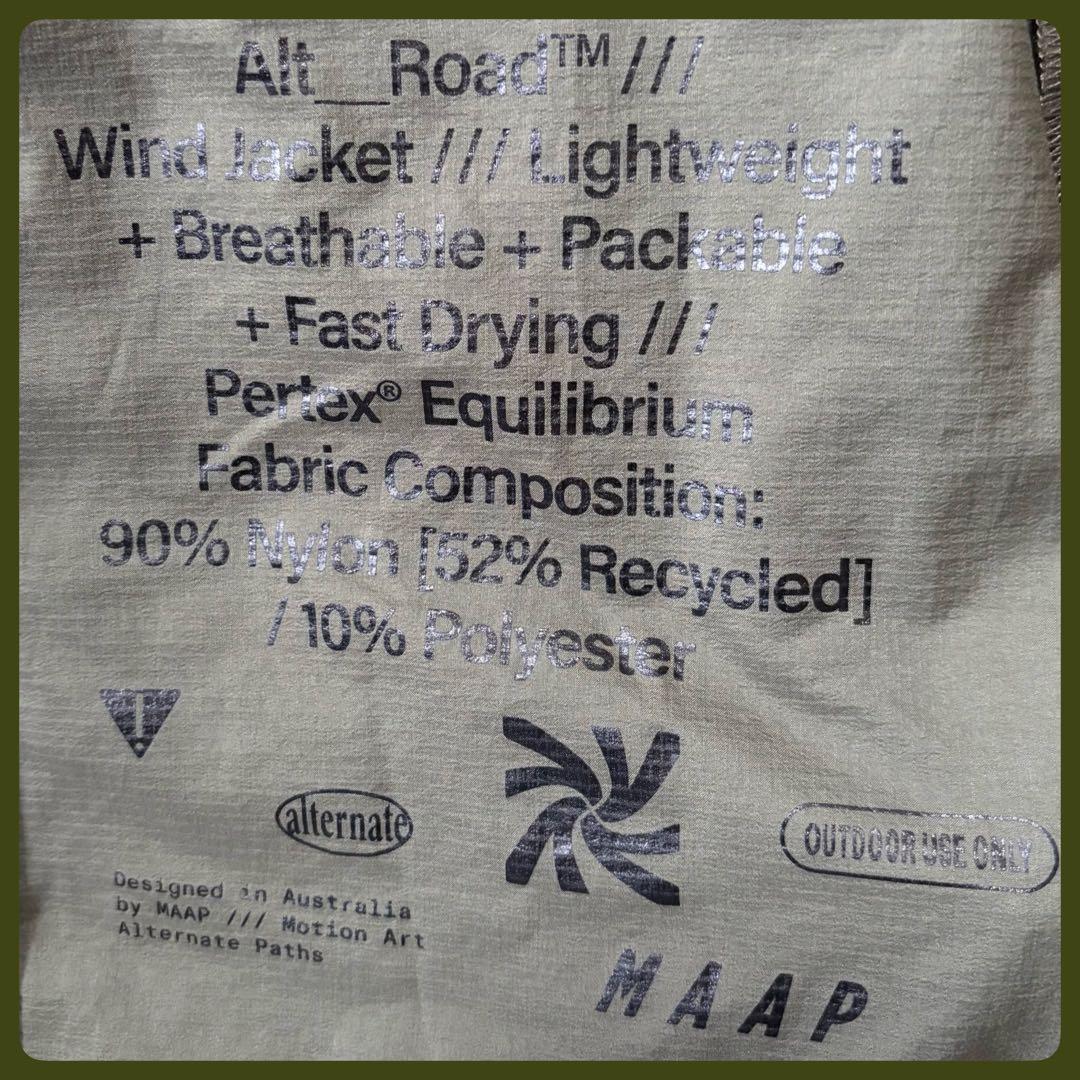 Alt__Road™ ///
Wind Jacket /// Lightweight
+ Breathable + Packable
+ Fast Drying ///
Pertex® Equilibrium
Fabric Composition:
90% Nylon [52% Recycled]
/ 10% Polyester
!
alternate
OUTDOOR USE ONLY
Designed in Australia
by MAAP /// Motion Art
Alternate Paths
MAAP